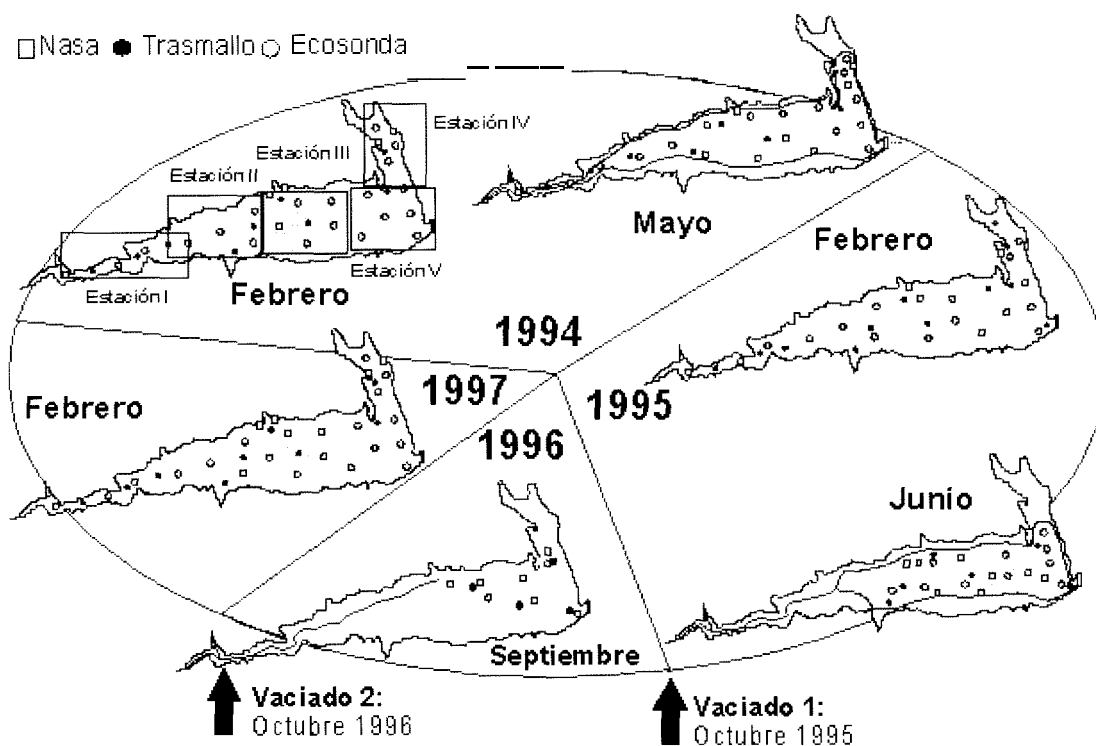 Nasa Trasmallo Ecosonda
Estación IV
Estación III
Estación II
Estación V
Estación I
Febrero
Mayo
Febrero
1994
1997
1995
1996
Febrero
Junio
Septiembre
Vaciado 2:
Octubre 1996
Vaciado 1:
Octubre 1995